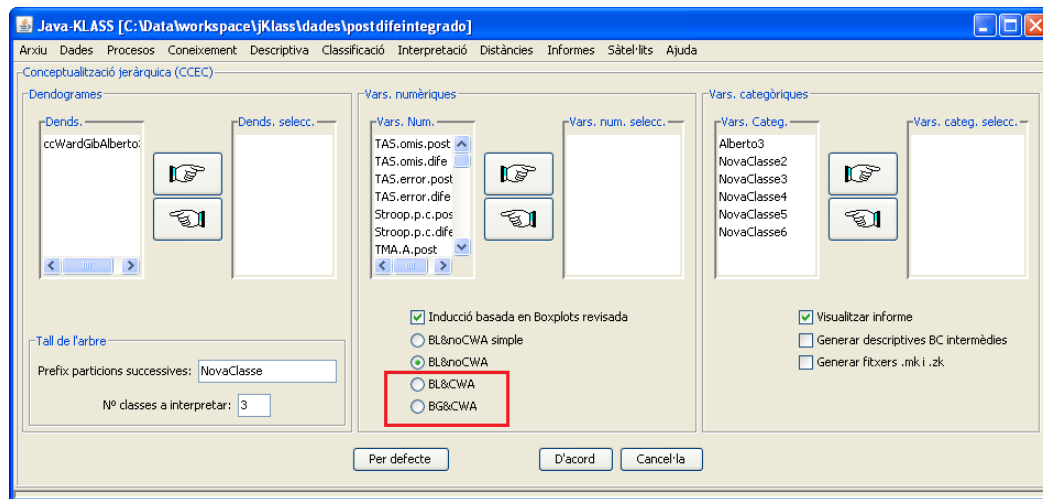 Java-KLASS [C:\Data\workspace\jKlass\dades\postdifeintegrado]
Arxiu Dades Procesos Coneixement Descriptiva Classificació Interpretació Distàncies Informes Sàtel·lits Ajuda
Conceptualització jeràrquica (CCEC)
Dendogrames
Dends.
ccWardGibAlberto3
Dends. selecc.
Tall de l'arbre
Prefix particions successives: NovaClasse
Nº classes a interpretar: 3
Vars. numèriques
Vars. Num.
TAS.omis.post
TAS.omis.dife
TAS.error.post
TAS.error.dife
Stroop.p.c.pos
Stroop.p.c.dife
TMA.A.post
Vars. num. selecc.
Inducció basada en Boxplots revisada
BL&noCWA simple
BL&noCWA
BL&CWA
BG&CWA
Vars. categòriques
Vars. Categ.
Alberto3
NovaClasse2
NovaClasse3
NovaClasse4
NovaClasse5
NovaClasse6
Vars. categ. selecc.
Visualitzar informe
Generar descriptives BC intermèdies
Generar fitxers .mk i .zk
Per defecte
D'acord
Cancel·la